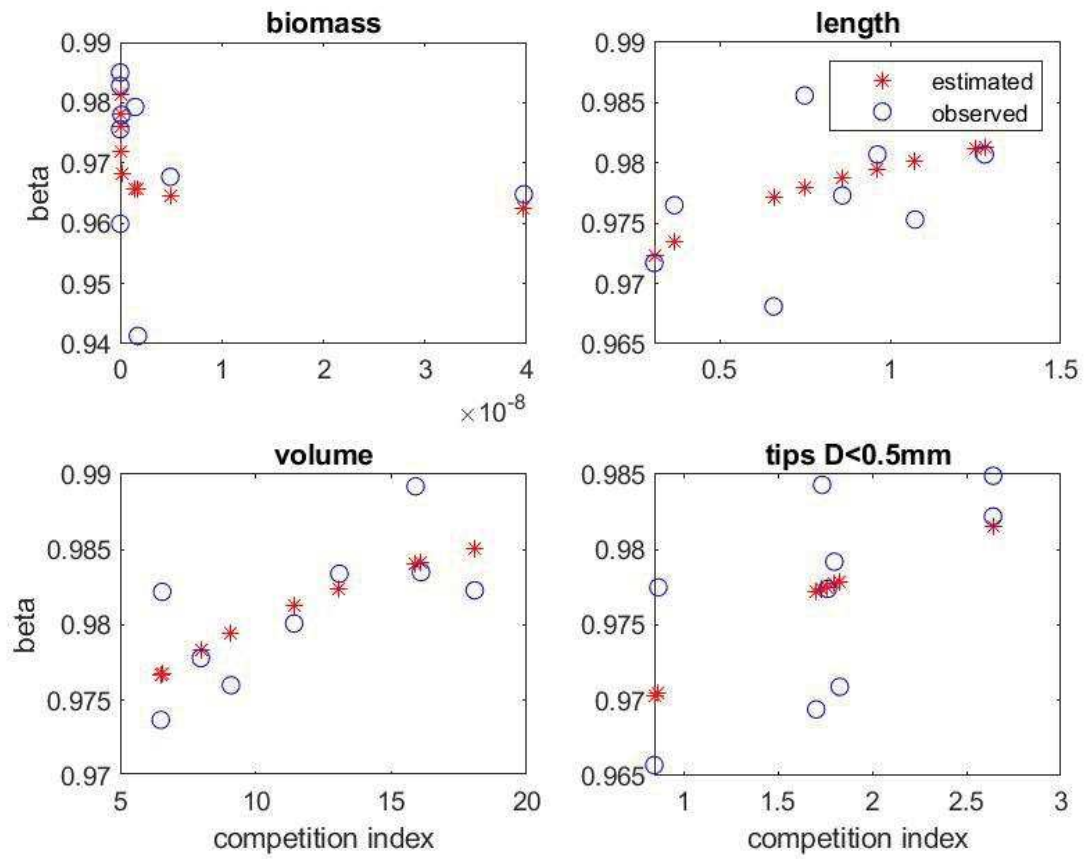 biomass
0.99
0.98
0.97
0.96
0.95
0.94
beta
0 1 2 3 4
×10-8
length
0.99
0.985
0.98
0.975
0.97
0.965
0.5 1 1.5
estimated
observed
volume
0.99
0.985
0.98
0.975
0.97
beta
5 10 15 20
competition index
tips D<0.5mm
0.985
0.98
0.975
0.97
0.965
1 1.5 2 2.5 3
competition index